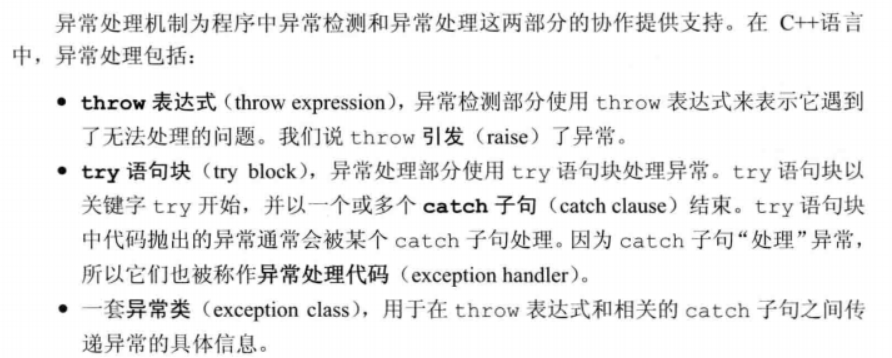 异常处理机制为程序中异常检测和异常处理这两部分的协作提供支持。在 C++语言
中，异常处理包括：
• throw 表达式（throw expression），异常检测部分使用 throw 表达式来表示它遇到
了无法处理的问题。我们说 throw 引发（raise）了异常。
• try 语句块（try block），异常处理部分使用 try 语句块处理异常。try 语句块以
关键字 try 开始，并以一个或多个 catch 子句（catch clause）结束。try 语句块
中代码抛出的异常通常会被某个 catch 子句处理。因为 catch 子句“处理”异常，
所以它们也被称作异常处理代码（exception handler）。
• 一套异常类（exception class），用于在 throw 表达式和相关的 catch 子句之间传
递异常的具体信息。